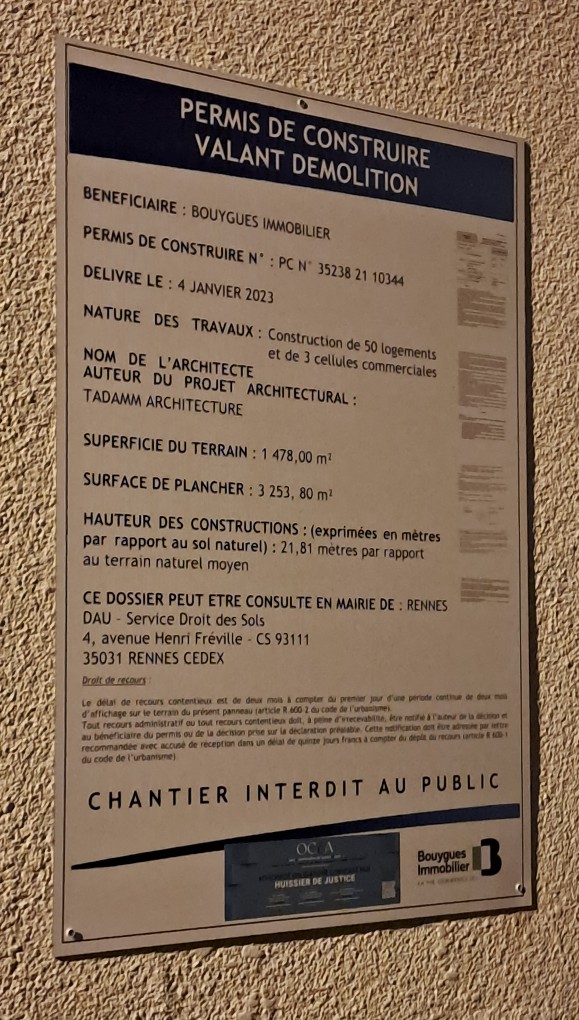 PERMIS DE CONSTRUIRE
VALANT DEMOLITION
BENEFICIAIRE : BOUYGUES IMMOBILIER
PERMIS DE CONSTRUIRE N° : PC N° 35238 21 10344
DELIVRE LE : 4 JANVIER 2023
NATURE DES TRAVAUX : Construction de 50 logements
et de 3 cellules commerciales
NOM DE L'ARCHITECTE
AUTEUR DU PROJET ARCHITECTURAL :
TADAMM ARCHITECTURE
SUPERFICIE DU TERRAIN : 1 478,00 m²
SURFACE DE PLANCHER : 3 253, 80 m²
HAUTEUR DES CONSTRUCTIONS : (exprimées en mètres
par rapport au sol naturel) : 21,81 mètres par rapport
au terrain naturel moyen
CE DOSSIER PEUT ETRE CONSULTE EN MAIRIE DE : RENNES
DAU - Service Droit des Sols
4, avenue Henri Fréville - CS 93111
35031 RENNES CEDEX
Droit de recours :
Le délai de recours contentieux est de deux mois à compter du premier jour d'une période continue de deux mois
d'affichage sur le terrain du présent panneau (article R.600-2 du code de l'urbanisme).
Tout recours administratif ou tout recours contentieux doit, à peine d'irrecevabilité, être notifié à l'auteur de la décision et
au bénéficiaire du permis ou de la décision prise sur la déclaration préalable. Cette notification doit être adressée par lettre
recommandée avec accusé de réception dans un délai de quinze jours francs à compter du dépôt du recours (article R 600-1
du code de l'urbanisme).
CHANTIER INTERDIT AU PUBLIC
HUISSIER DE JUSTICE
Bouygues
Immobilier